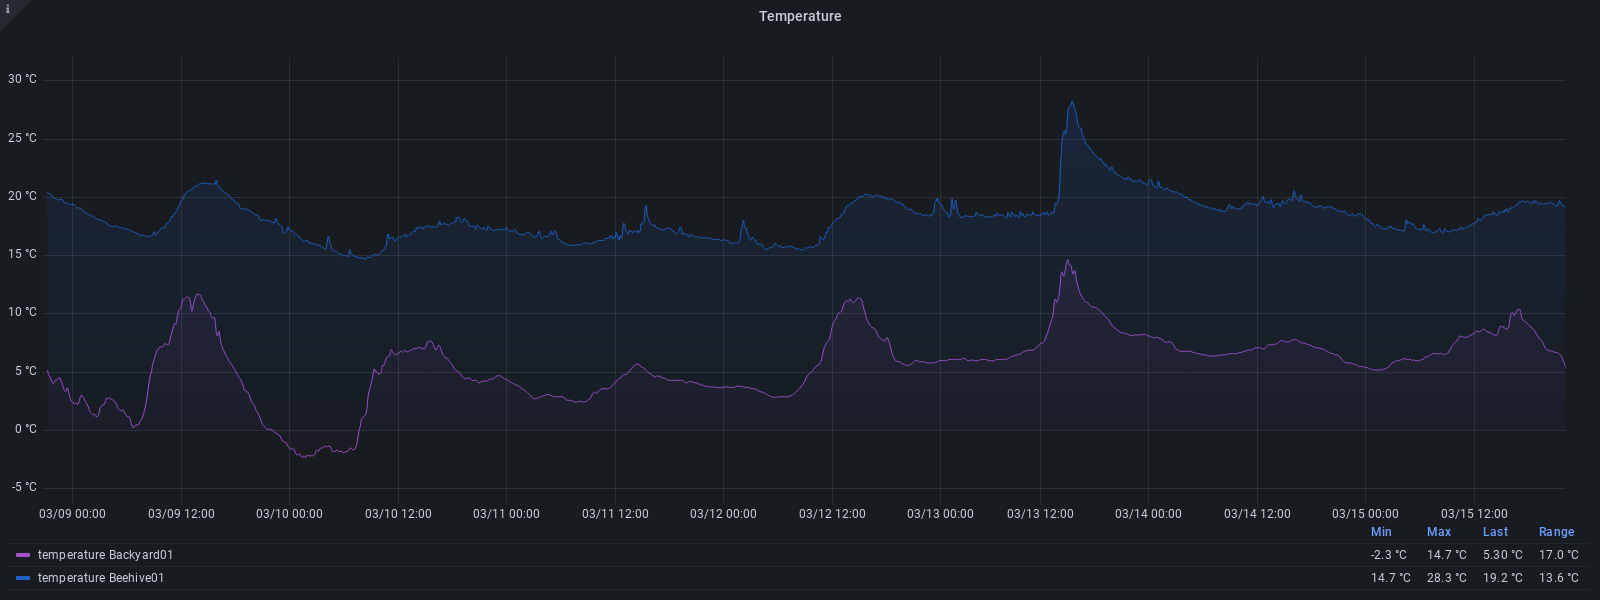 i
Temperature
30 °C
25 °C
20 °C
15 °C
10 °C
5 °C
0 °C
-5 °C
03/09 00:00 03/09 12:00 03/10 00:00 03/10 12:00 03/11 00:00 03/11 12:00 03/12 00:00 03/12 12:00 03/13 00:00 03/13 12:00 03/14 00:00 03/14 12:00 03/15 00:00 03/15 12:00
Min Max Last Range
temperature Backyard01 -2.3 °C 14.7 °C 5.30 °C 17.0 °C
temperature Beehive01 14.7 °C 28.3 °C 19.2 °C 13.6 °C